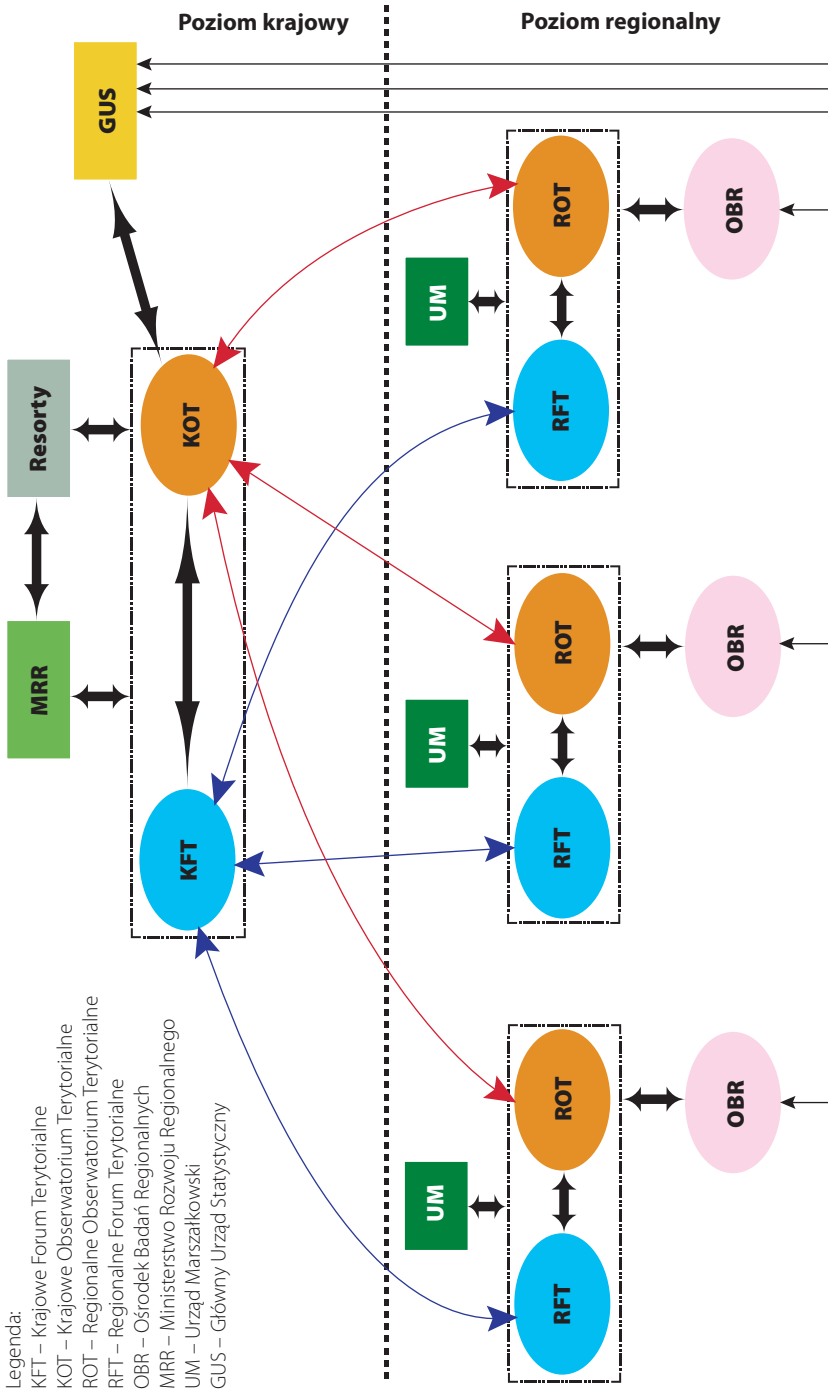 Poziom krajowy
Poziom regionalny
GUS
Resorty
MRR
KOT
KFT
UM
ROT
RFT
OBR
UM
ROT
RFT
OBR
UM
ROT
RFT
OBR
Legenda:
KFT – Krajowe Forum Terytorialne
KOT – Krajowe Obserwatorium Terytorialne
ROT – Regionalne Obserwatorium Terytorialne
RFT – Regionalne Forum Terytorialne
OBR – Ośrodek Badań Regionalnych
MRR – Ministerstwo Rozwoju Regionalnego
UM – Urząd Marszałkowski
GUS – Główny Urząd Statystyczny